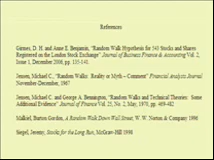 References
Girmes, D. H. and Anne E. Benjamin, "Random Walk Hypothesis for 543 Stocks and Shares
Registered on the London Stock Exchange" Journal of Business Finance & Accounting Vol. 2,
Issue 1, December 2006, pp. 135-141.
Jensen, Michael C., "Random Walks: Reality or Myth – Comment" Financial Analysts Journal
November-December, 1967
Jensen, Michael C. and George A. Bennington, "Random Walks and Technical Theories: Some
Additional Evidence" Journal of Finance Vol. 25, No. 2, May, 1970, pp. 469-482
Malkiel, Burton Gordon, A Random Walk Down Wall Street, W. W. Norton & Company 1996
Siegel, Jeremy, Stocks for the Long Run, McGraw-Hill 1998